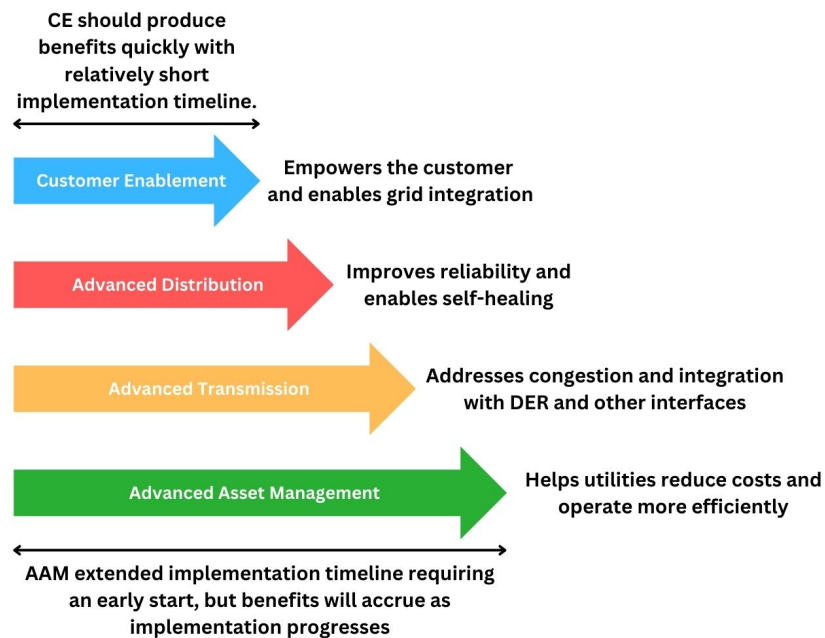 CE should produce
benefits quickly with
relatively short
implementation timeline.
Customer Enablement
Empowers the customer
and enables grid integration
Advanced Distribution
Improves reliability and
enables self-healing
Advanced Transmission
Addresses congestion and integration
with DER and other interfaces
Advanced Asset Management
Helps utilities reduce costs and
operate more efficiently
AAM extended implementation timeline requiring
an early start, but benefits will accrue as
implementation progresses